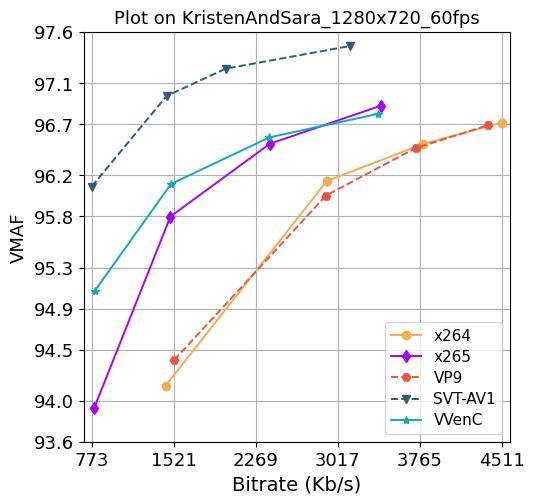 Plot on KristenAndSara_1280x720_60fps
97.6
97.1
96.7
96.2
95.8
95.3
94.9
94.5
94.0
93.6
VMAF
x264
x265
VP9
SVT-AV1
VVenC
773 1521 2269 3017 3765 4511
Bitrate (Kb/s)